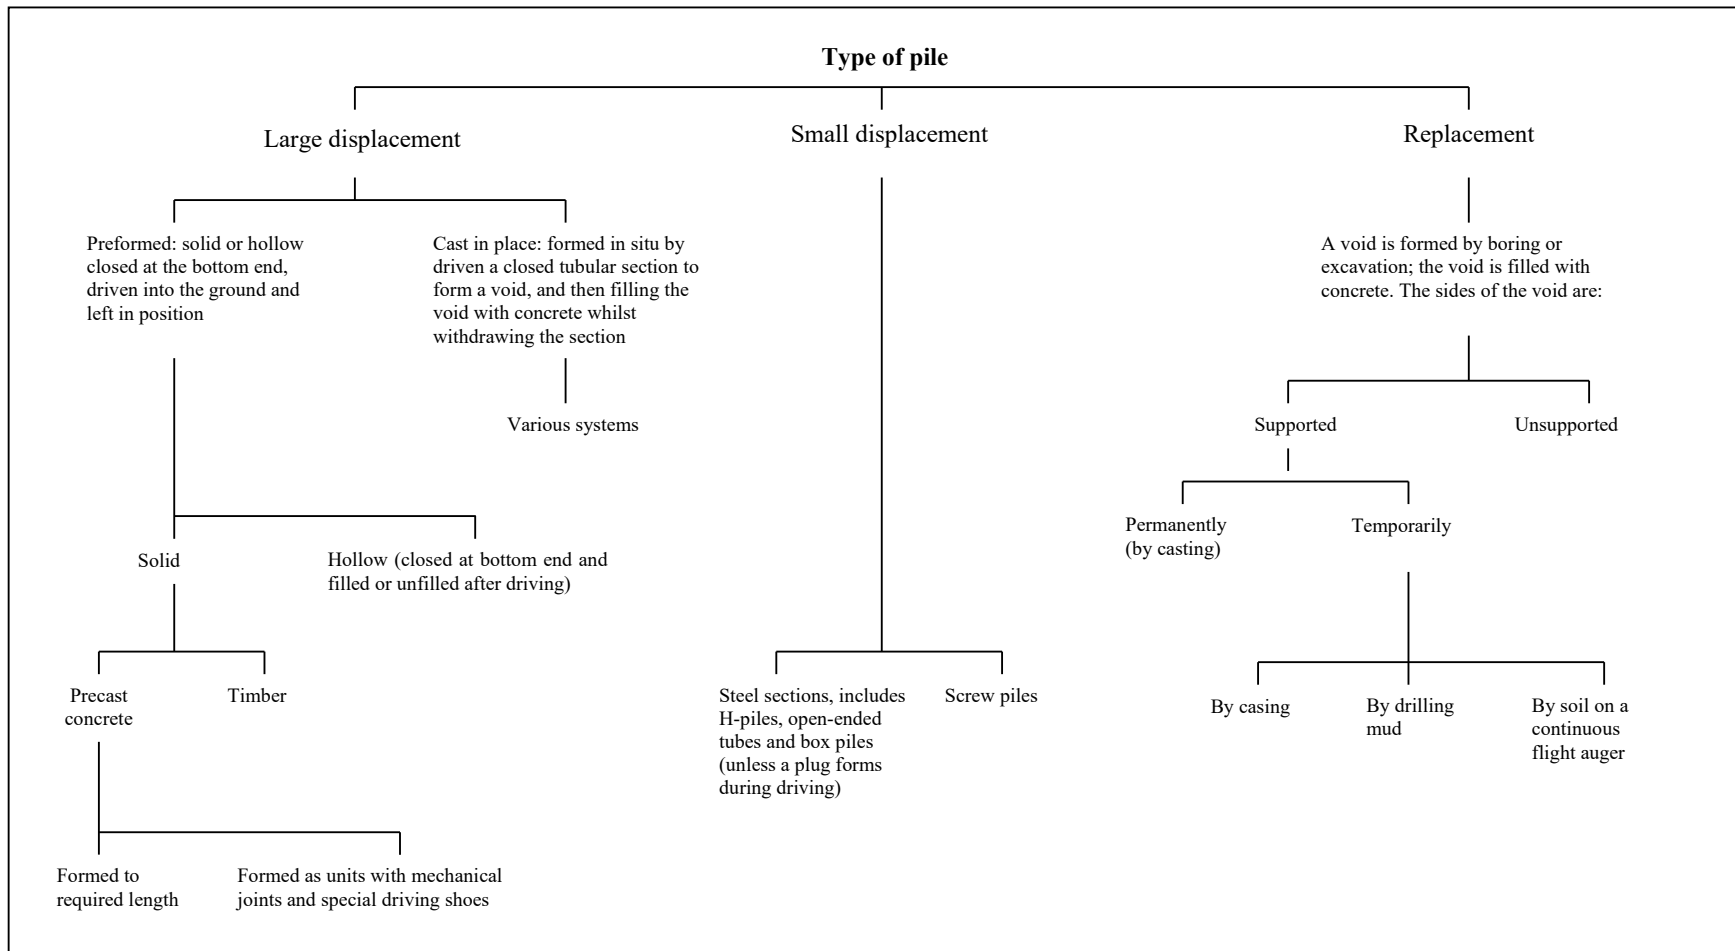 Type of pile
Large displacement
Small displacement
Replacement
Preformed: solid or hollow
closed at the bottom end,
driven into the ground and
left in position
Cast in place: formed in situ by
driven a closed tubular section to
form a void, and then filling the
void with concrete whilst
withdrawing the section
A void is formed by boring or
excavation; the void is filled with
concrete. The sides of the void are:
Various systems
Supported
Unsupported
Permanently
(by casting)
Temporarily
Solid
Hollow (closed at bottom end and
filled or unfilled after driving)
Precast
concrete
Timber
Steel sections, includes
H-piles, open-ended
tubes and box piles
(unless a plug forms
during driving)
Screw piles
By casing
By drilling
mud
By soil on a
continuous
flight auger
Formed to
required length
Formed as units with mechanical
joints and special driving shoes